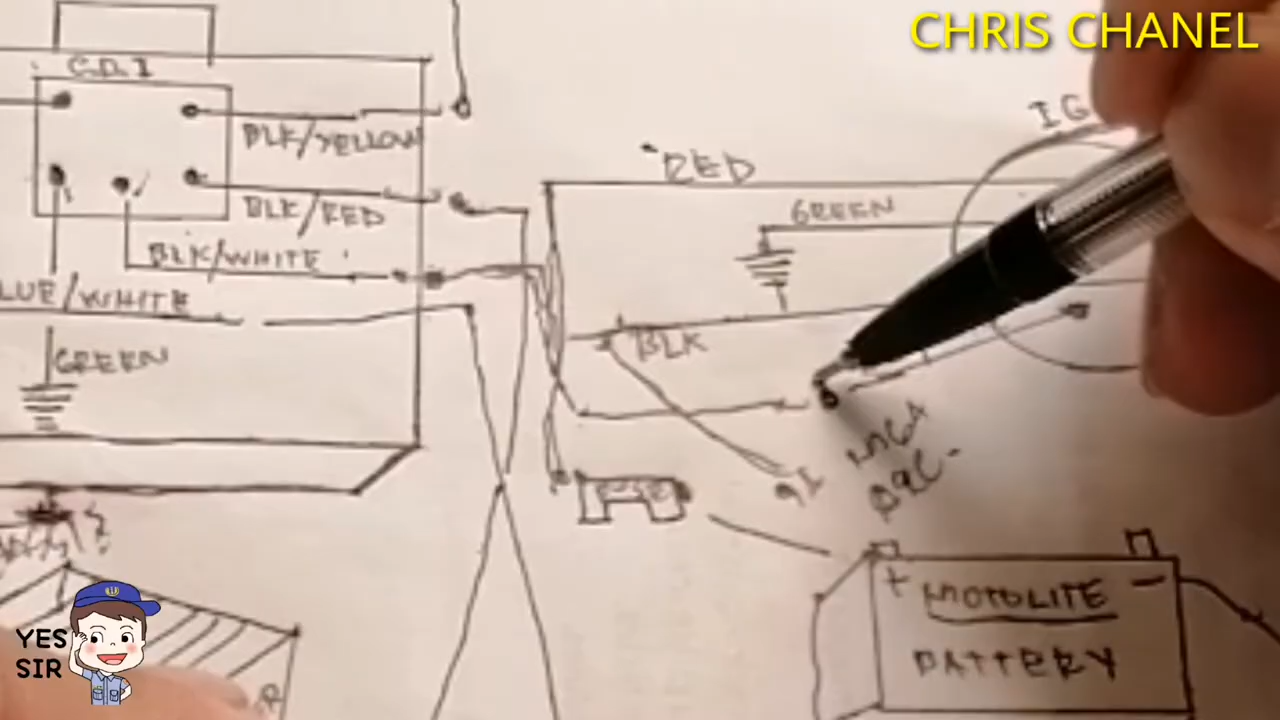 CHRIS CHANEL
C.D.I
IG
BLK/YELLOW
RED
BLK/RED
GREEN
BLK/WHITE
LUE/WHITE
BLK
GREEN
+ MOTOLITE -
BATTERY
YES
SIR